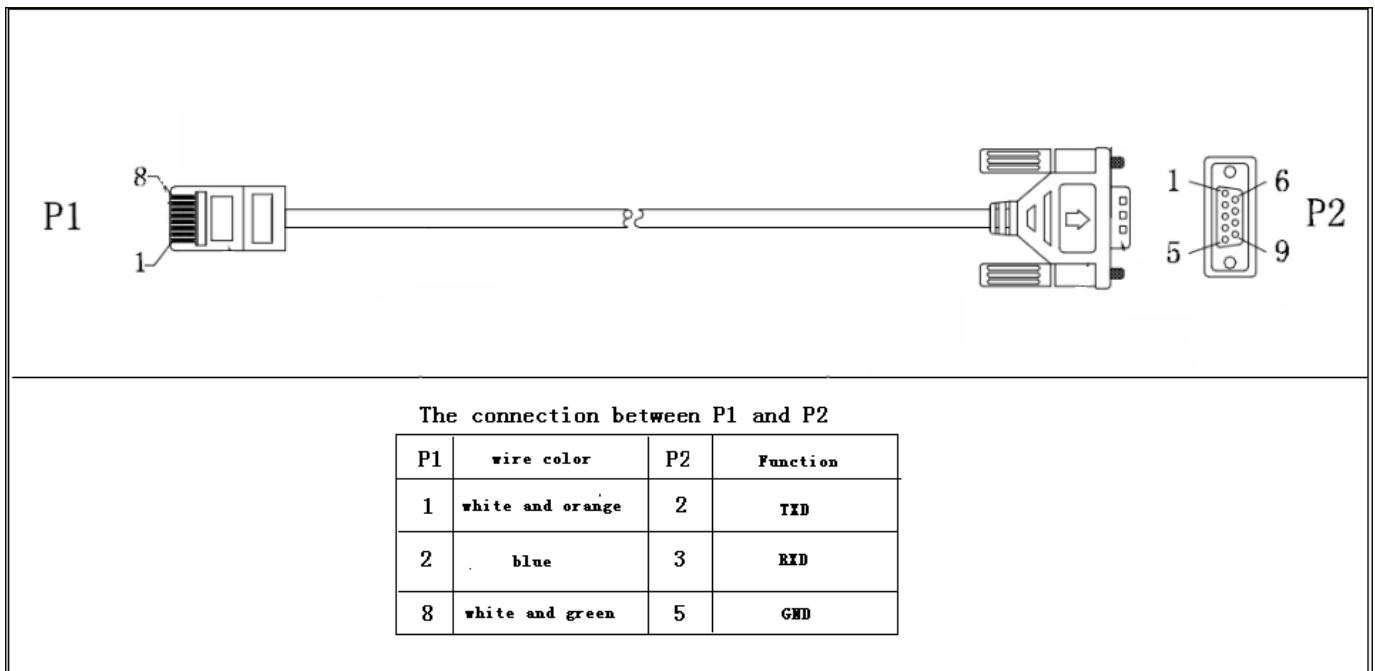 8
P1
1
1
6
P2
5
9
The connection between P1 and P2
P1 wire color P2 Function
1 white and orange 2 TXD
2 blue 3 RXD
8 white and green 5 GND